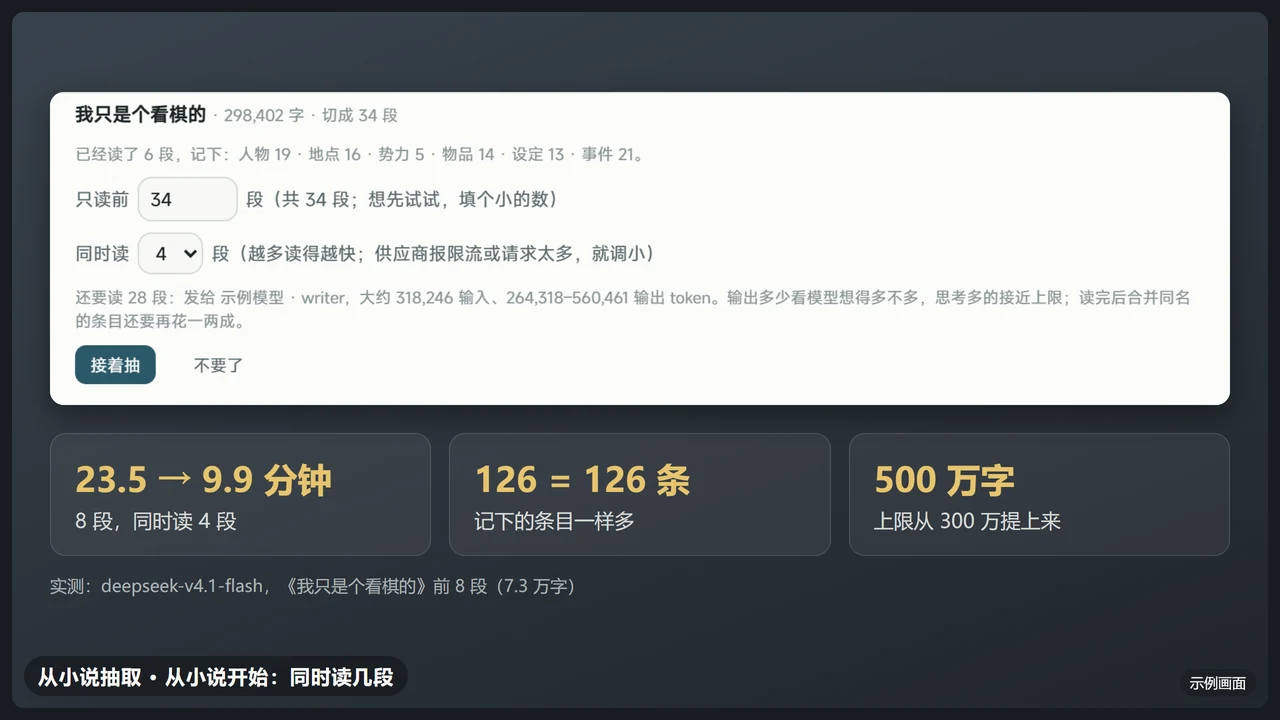 我只是个看棋的 · 298,402 字 · 切成 34 段
已经读了 6 段，记下：人物 19 · 地点 16 · 势力 5 · 物品 14 · 设定 13 · 事件 21。
只读前 34 段（共 34 段；想先试试，填个小的数）
同时读 4 段（越多读得越快；供应商报限流或请求太多，就调小）
还要读 28 段：发给 示例模型 · writer，大约 318,246 输入、264,318–560,461 输出 token。输出多少看模型想得多不多，思考多的接近上限；读完后合并同名
的条目还要再花一两成。
接着抽 不要了
23.5 → 9.9 分钟
8 段，同时读 4 段
126 = 126 条
记下的条目一样多
500 万字
上限从 300 万提上来
实测：deepseek-v4.1-flash，《我只是个看棋的》前 8 段（7.3 万字）
从小说抽取 • 从小说开始：同时读几段
示例画面